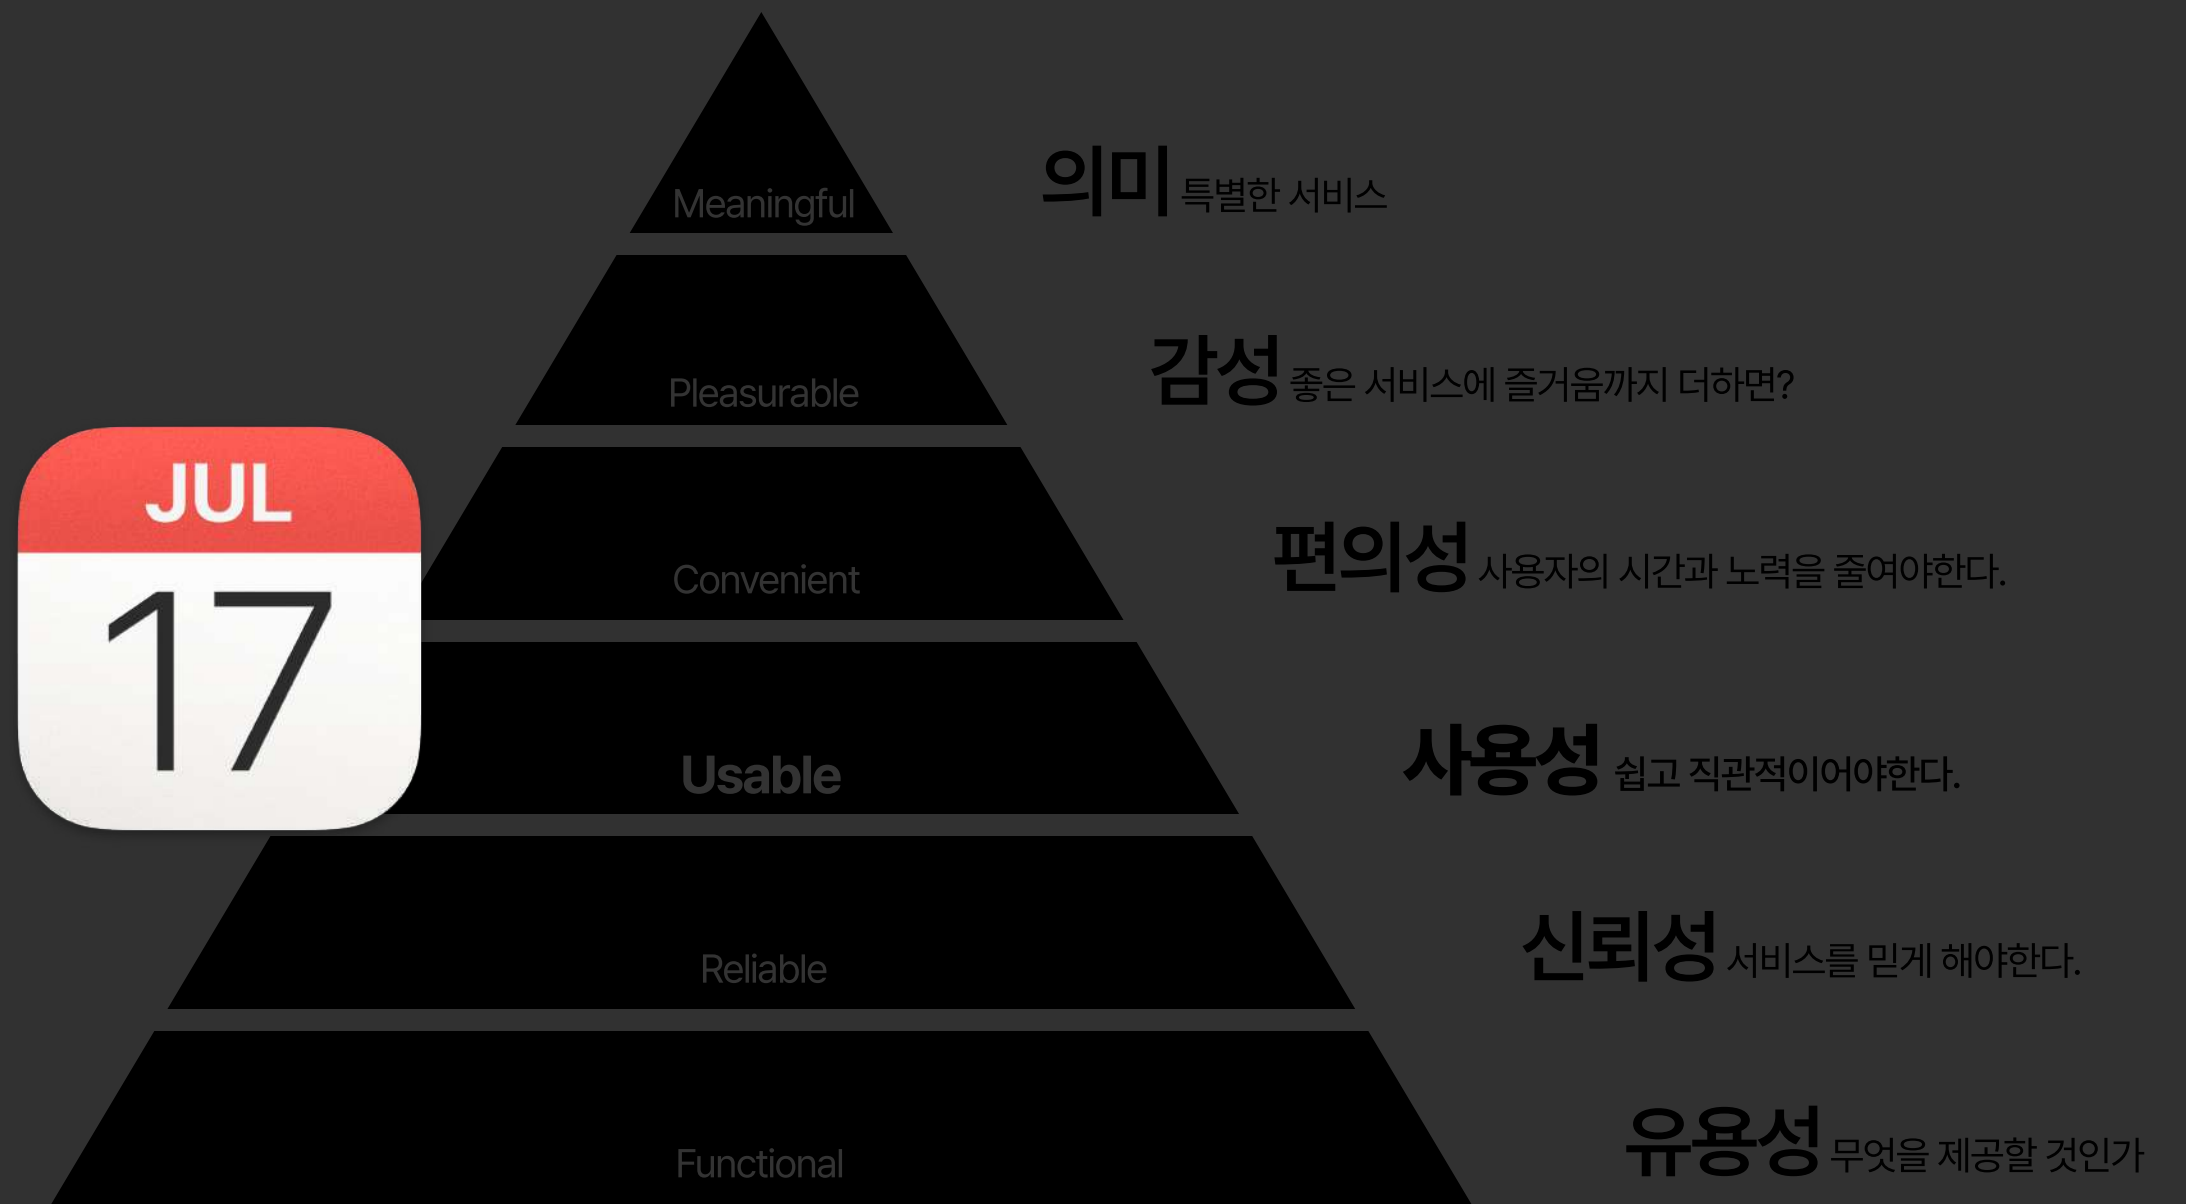 Meaningful
의미 특별한 서비스
Pleasurable
감성 좋은 서비스에 즐거움까지 더하면?
JUL
17
Convenient
편의성 사용자의 시간과 노력을 줄여야한다.
Usable
사용성 쉽고 직관적이어야한다.
Reliable
신뢰성 서비스를 믿게 해야한다.
Functional
유용성 무엇을 제공할 것인가